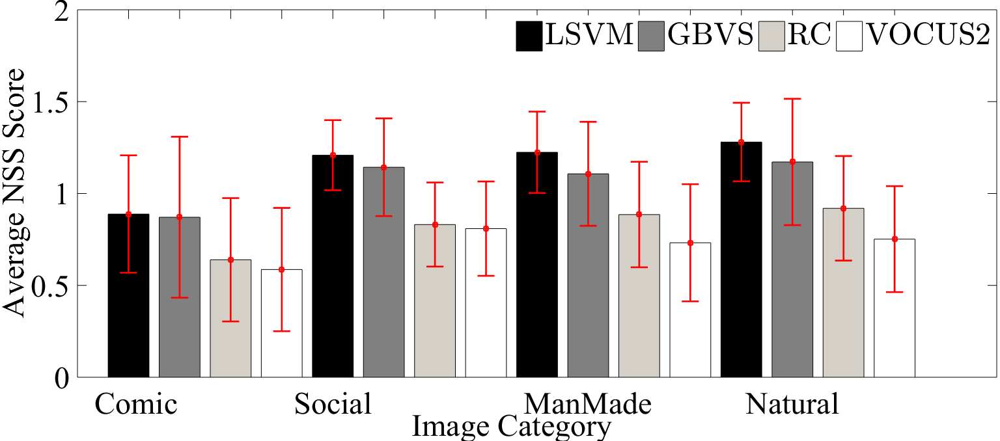 2
LSVM GBVS RC VOCUS2
1.5
1
0.5
0
Average NSS Score
Comic Social ManMade Natural
Image Category